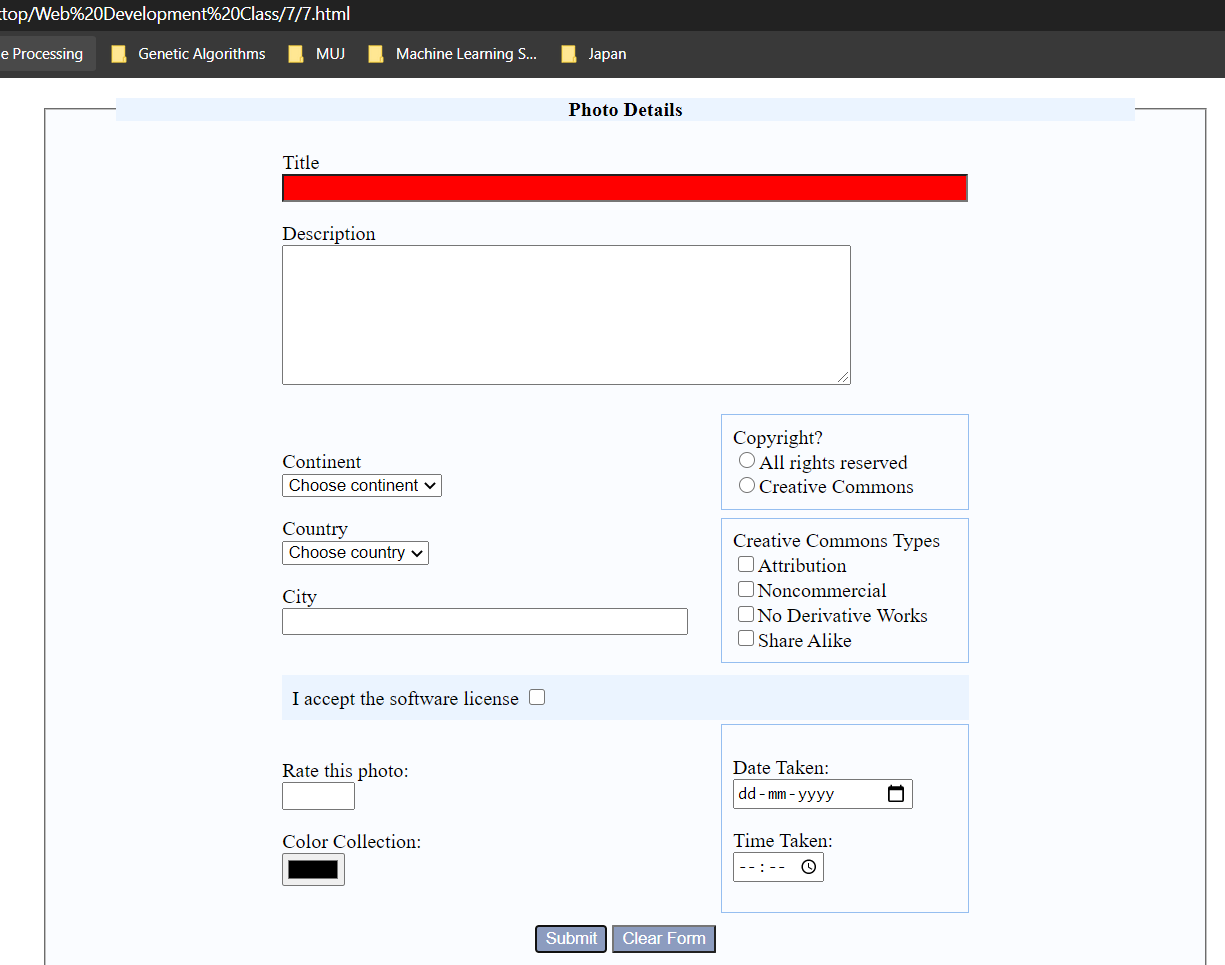 top/Web%20Development%20Class/7/7.html
e Processing Genetic Algorithms MUJ Machine Learning S... Japan
Photo Details
Title
Description
Continent
Choose continent
Country
Choose country
City
Copyright?
All rights reserved
Creative Commons
Creative Commons Types
Attribution
Noncommercial
No Derivative Works
Share Alike
I accept the software license
Rate this photo:
Color Collection:
Date Taken:
dd-mm-yyyy
Time Taken:
--:--
Submit Clear Form